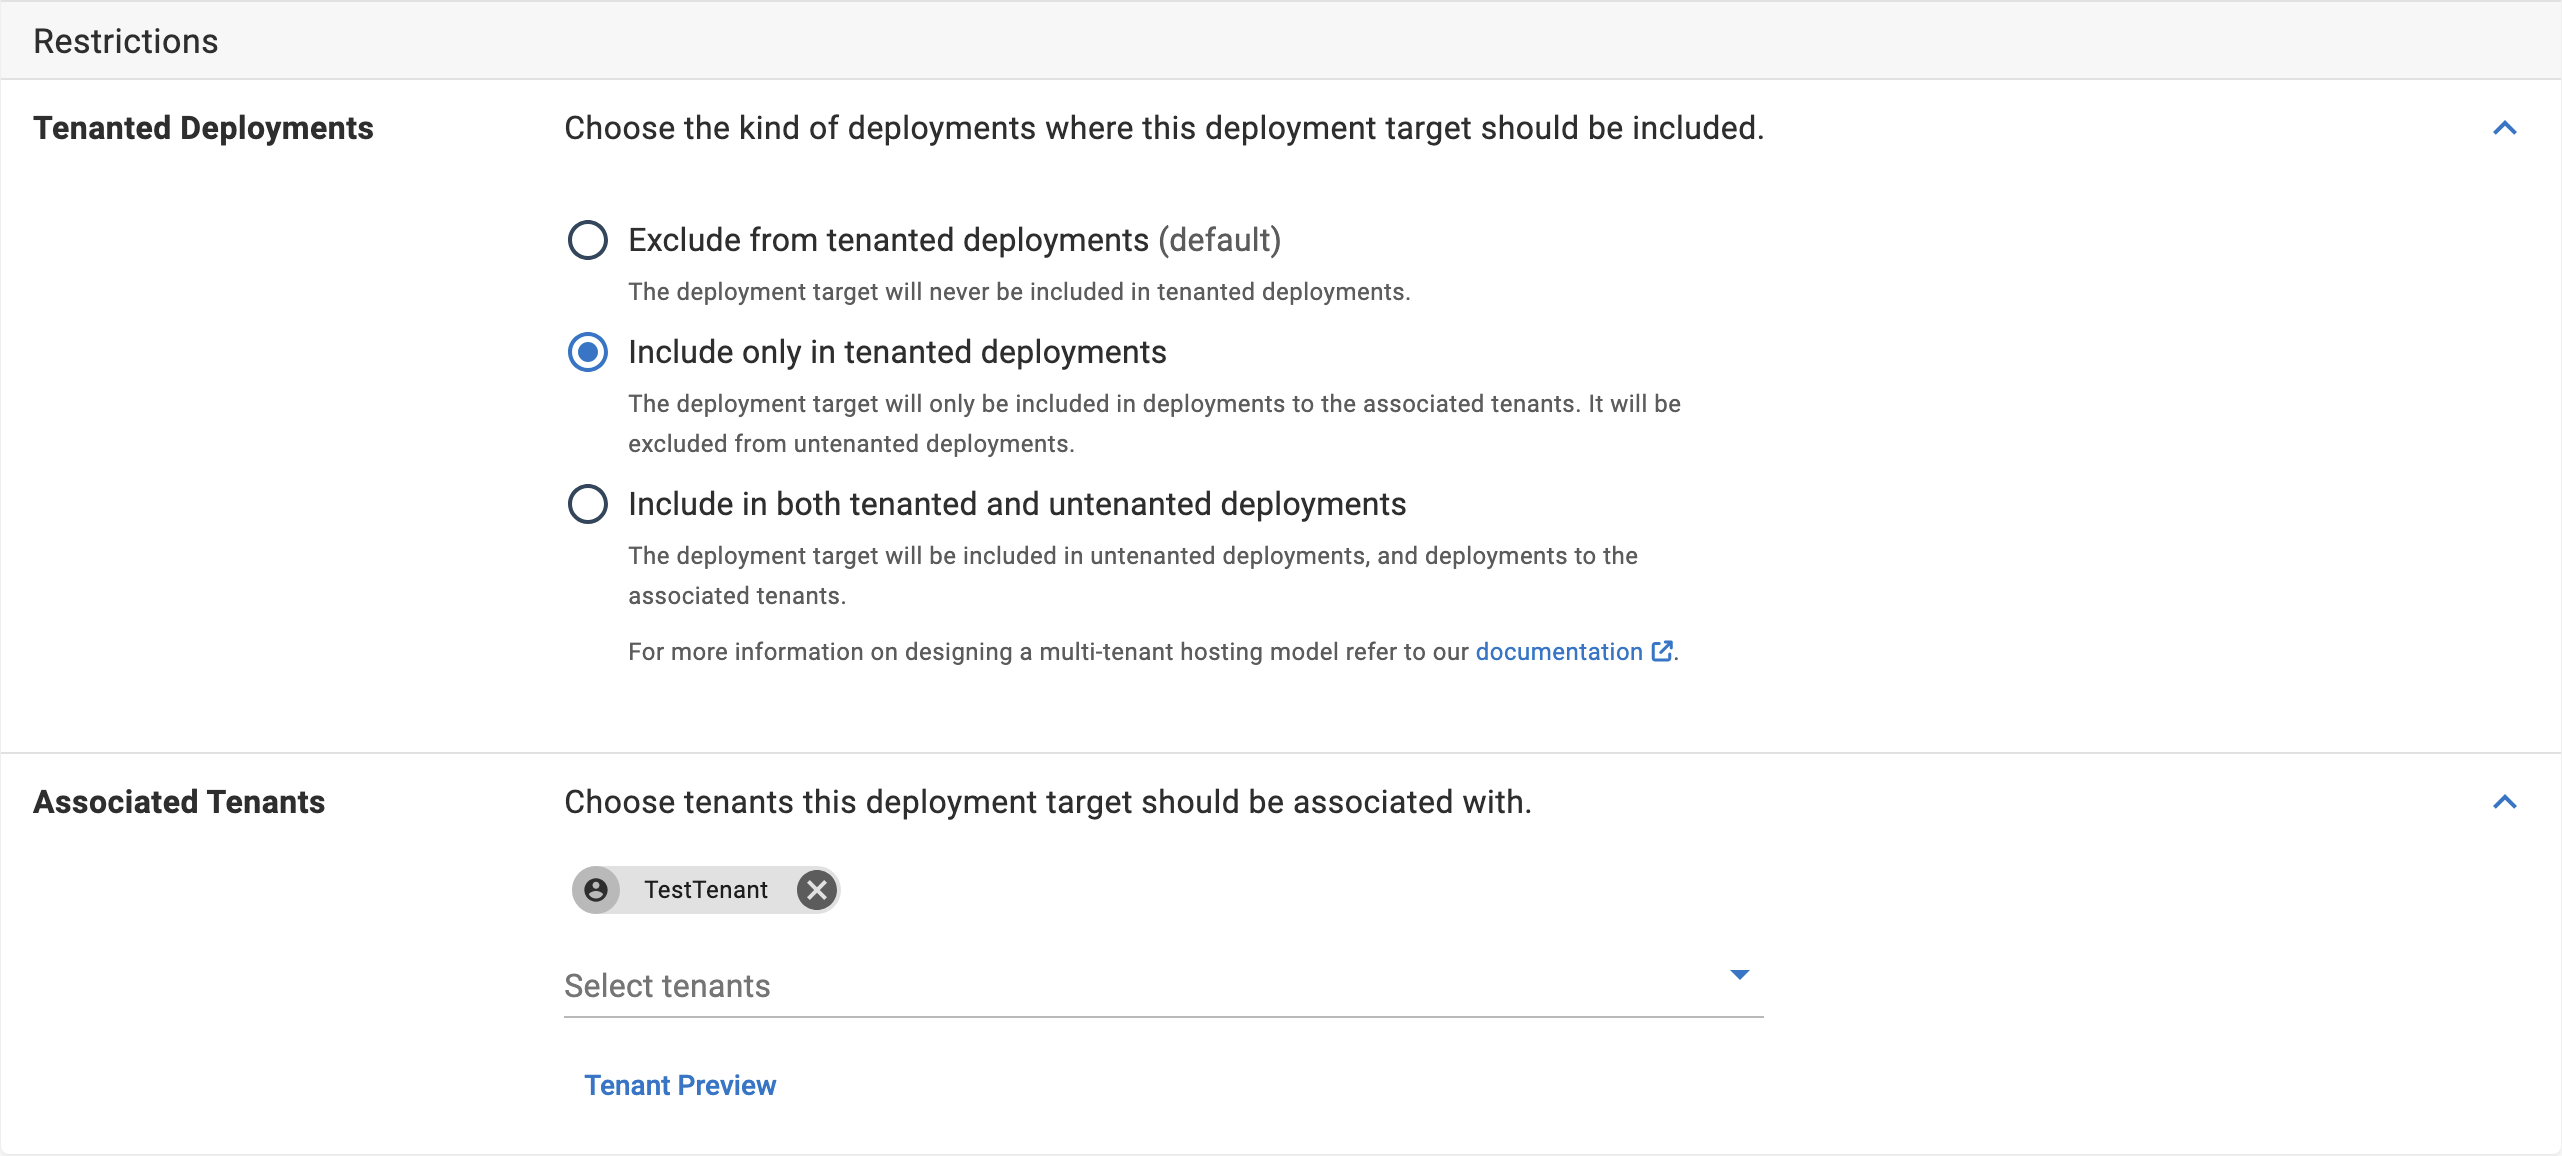 Restrictions
Tenanted Deployments
Choose the kind of deployments where this deployment target should be included.
Exclude from tenanted deployments (default)
The deployment target will never be included in tenanted deployments.
Include only in tenanted deployments
The deployment target will only be included in deployments to the associated tenants. It will be
excluded from untenanted deployments.
Include in both tenanted and untenanted deployments
The deployment target will be included in untenanted deployments, and deployments to the
associated tenants.
For more information on designing a multi-tenant hosting model refer to our documentation.
Associated Tenants
Choose tenants this deployment target should be associated with.
TestTenant
Select tenants
Tenant Preview